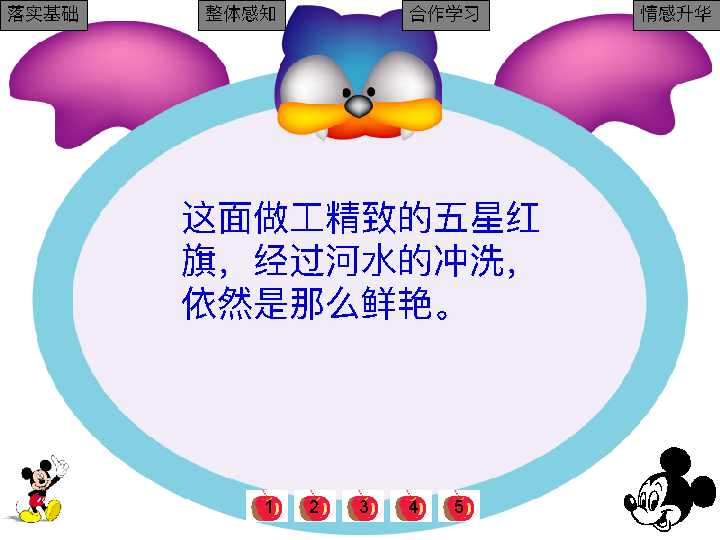 落实基础
整体感知
合作学习
情感升华
这面做工精致的五星红
旗，经过河水的冲洗，
依然是那么鲜艳。
1
2
3
4
5